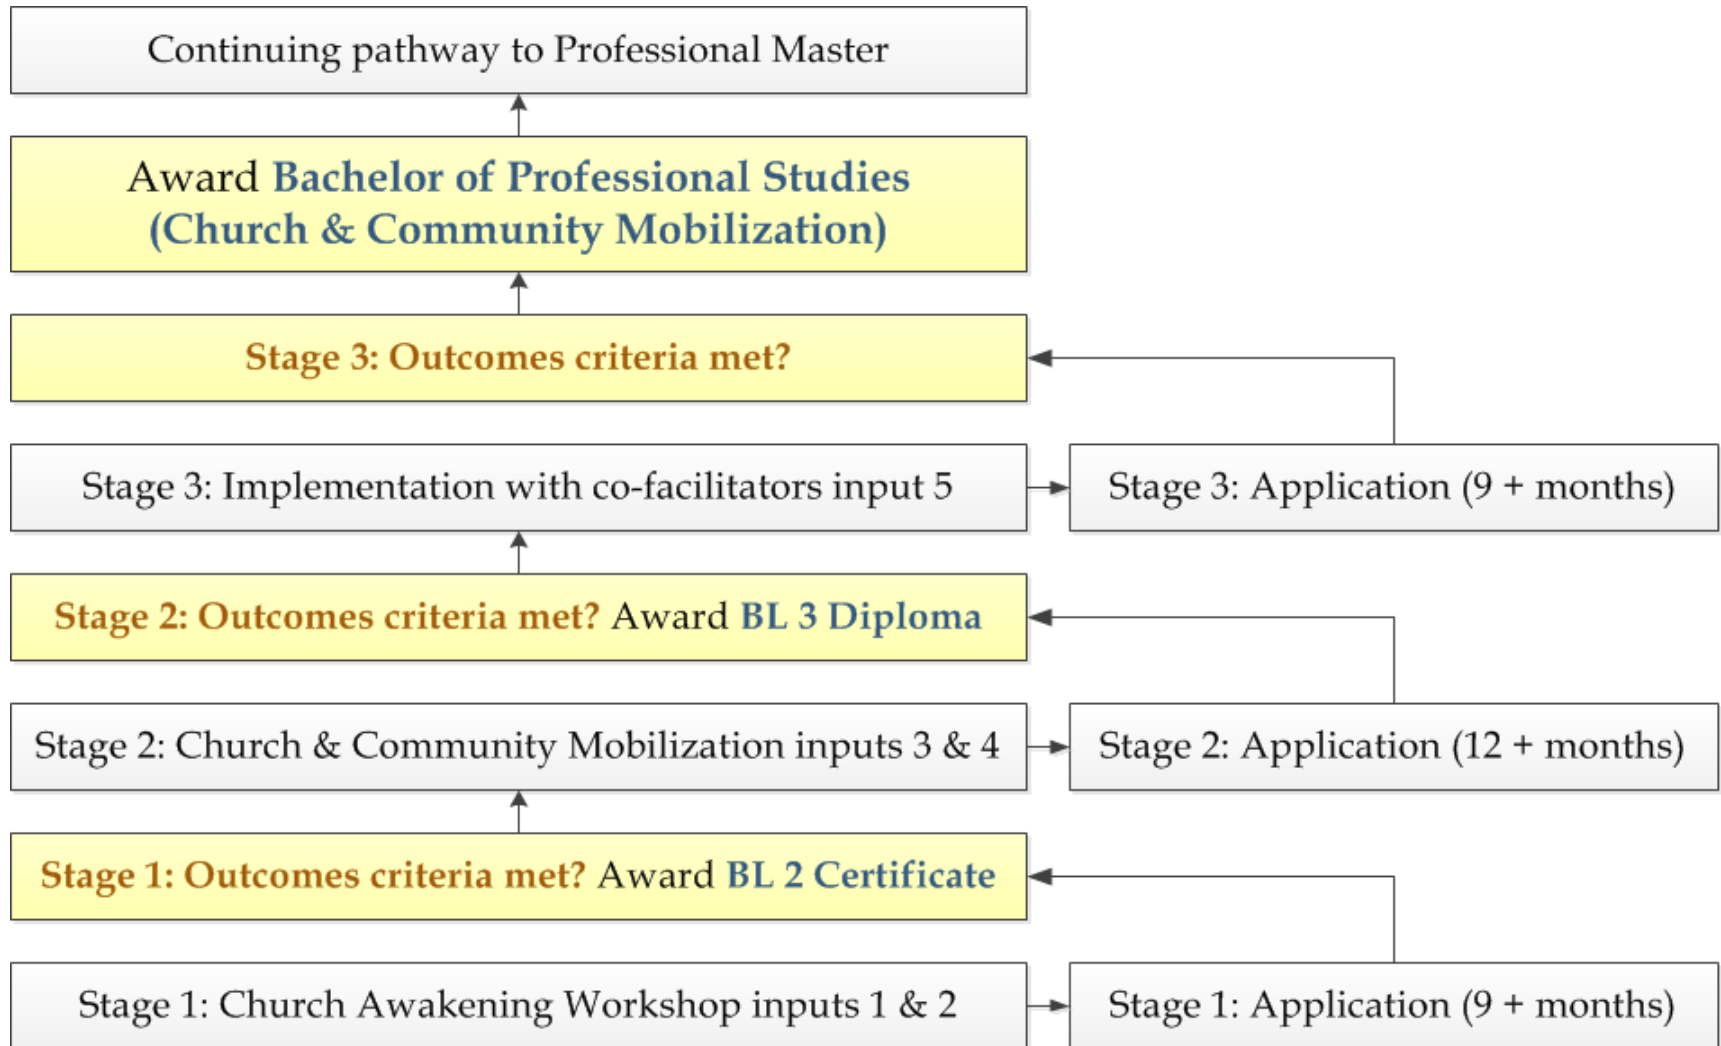 Continuing pathway to Professional Master
Award Bachelor of Professional Studies
(Church & Community Mobilization)
Stage 3: Outcomes criteria met?
Stage 3: Implementation with co-facilitators input 5
Stage 3: Application (9 + months)
Stage 2: Outcomes criteria met? Award BL 3 Diploma
Stage 2: Church & Community Mobilization inputs 3 & 4
Stage 2: Application (12 + months)
Stage 1: Outcomes criteria met? Award BL 2 Certificate
Stage 1: Church Awakening Workshop inputs 1 & 2
Stage 1: Application (9 + months)